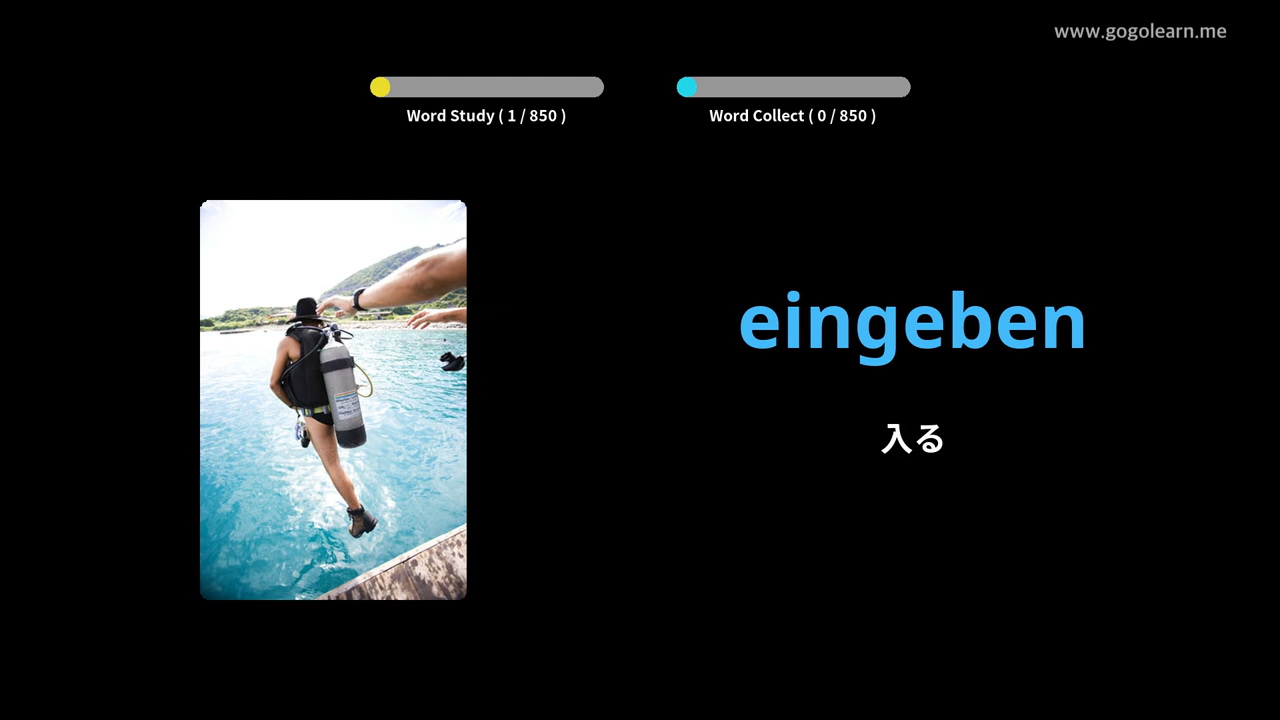 www.gogolearn.me
Word Study ( 1 / 850 )
Word Collect ( 0 / 850 )
eingeben
入る